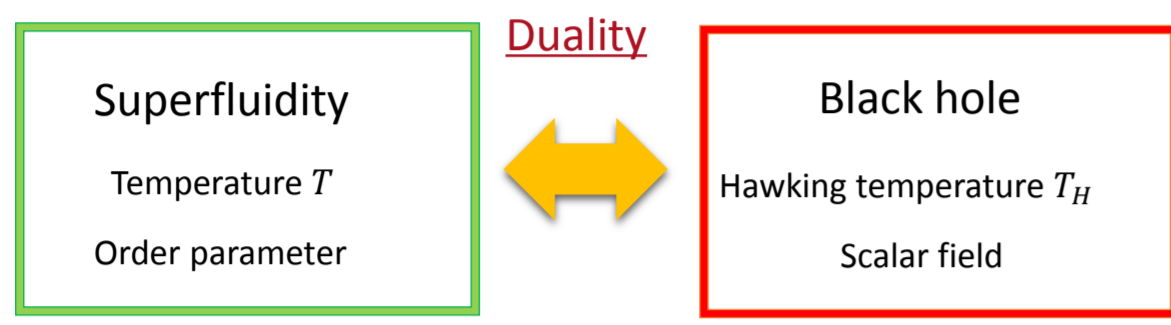 Duality
Superfluidity
Temperature T
Order parameter
Black hole
Hawking temperature T_H
Scalar field